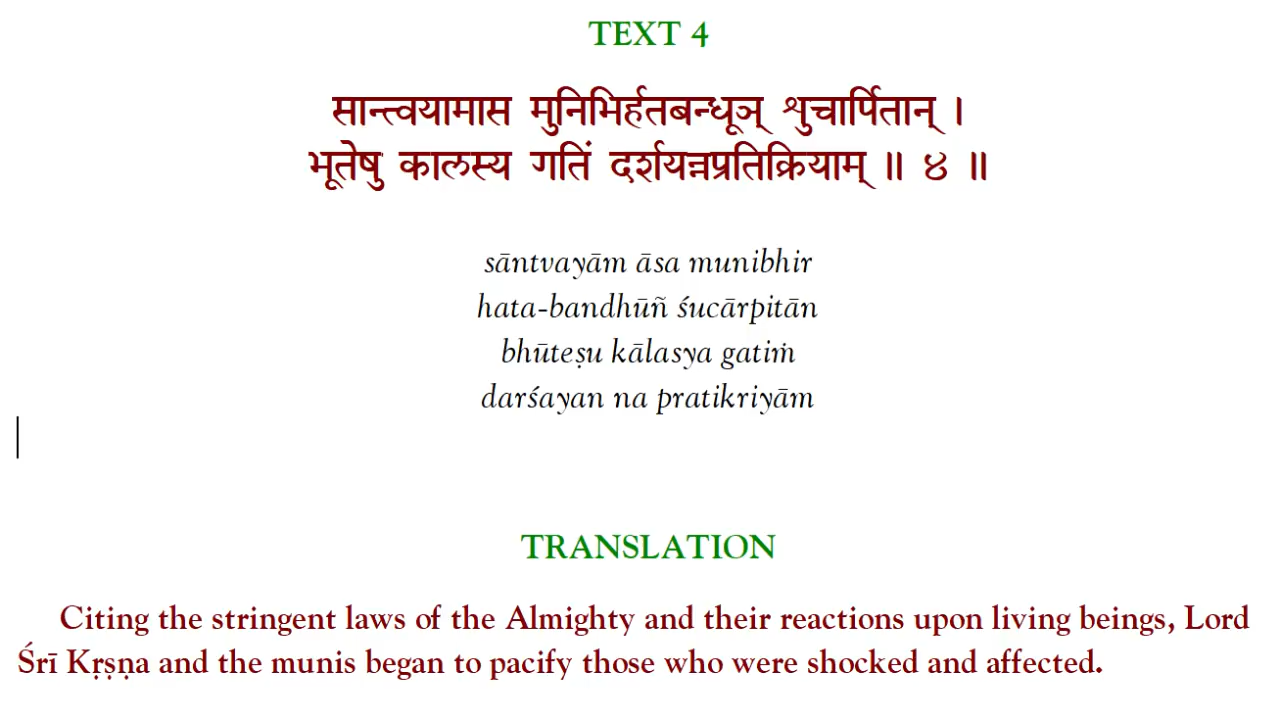 TEXT 4
सान्त्वयामास मुनिभिर्हतबन्धूञ् शुचार्पितान् ।
भूतेषु कालस्य गतिं दर्शयन्नप्रतिक्रियाम् ॥ ४ ॥
sāntvayām āsa munibhir
hata-bandhūñ śucārpitān
bhūteṣu kālasya gatiṁ
darśayan na pratikriyām
TRANSLATION
Citing the stringent laws of the Almighty and their reactions upon living beings, Lord
Śrī Kṛṣṇa and the munis began to pacify those who were shocked and affected.